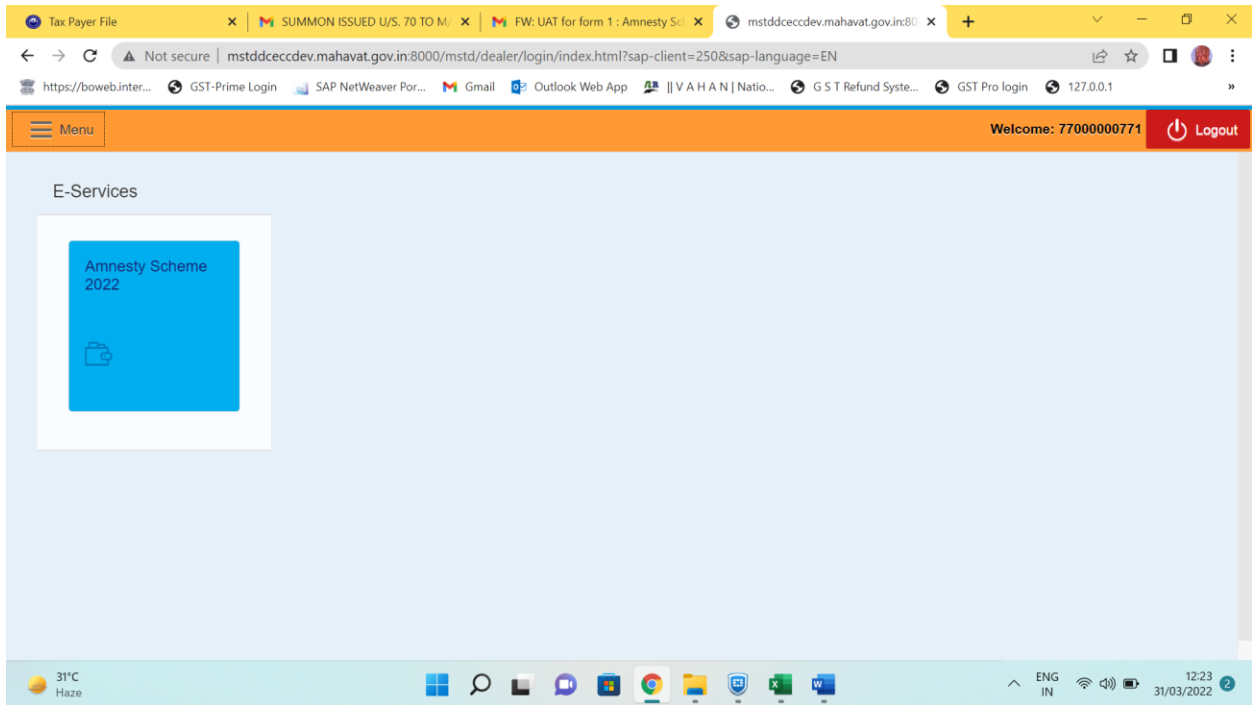 Tax Payer File
SUMMON ISSUED U/S. 70 TO M/
FW: UAT for form 1 : Amnesty Sc
mstddceccdev.mahavat.gov.in:80
Not secure | mstddceccdev.mahavat.gov.in:8000/mstd/dealer/login/index.html?sap-client=250&sap-language=EN
https://boweb.inter...
GST-Prime Login
SAP NetWeaver Por...
Gmail
Outlook Web App
|| V A H A N | Natio...
G S T Refund Syste...
GST Pro login
127.0.0.1
»
Menu
Welcome: 77000000771
Logout
E-Services
Amnesty Scheme
2022
31°C
Haze
ENG
IN
12:23
31/03/2022
2